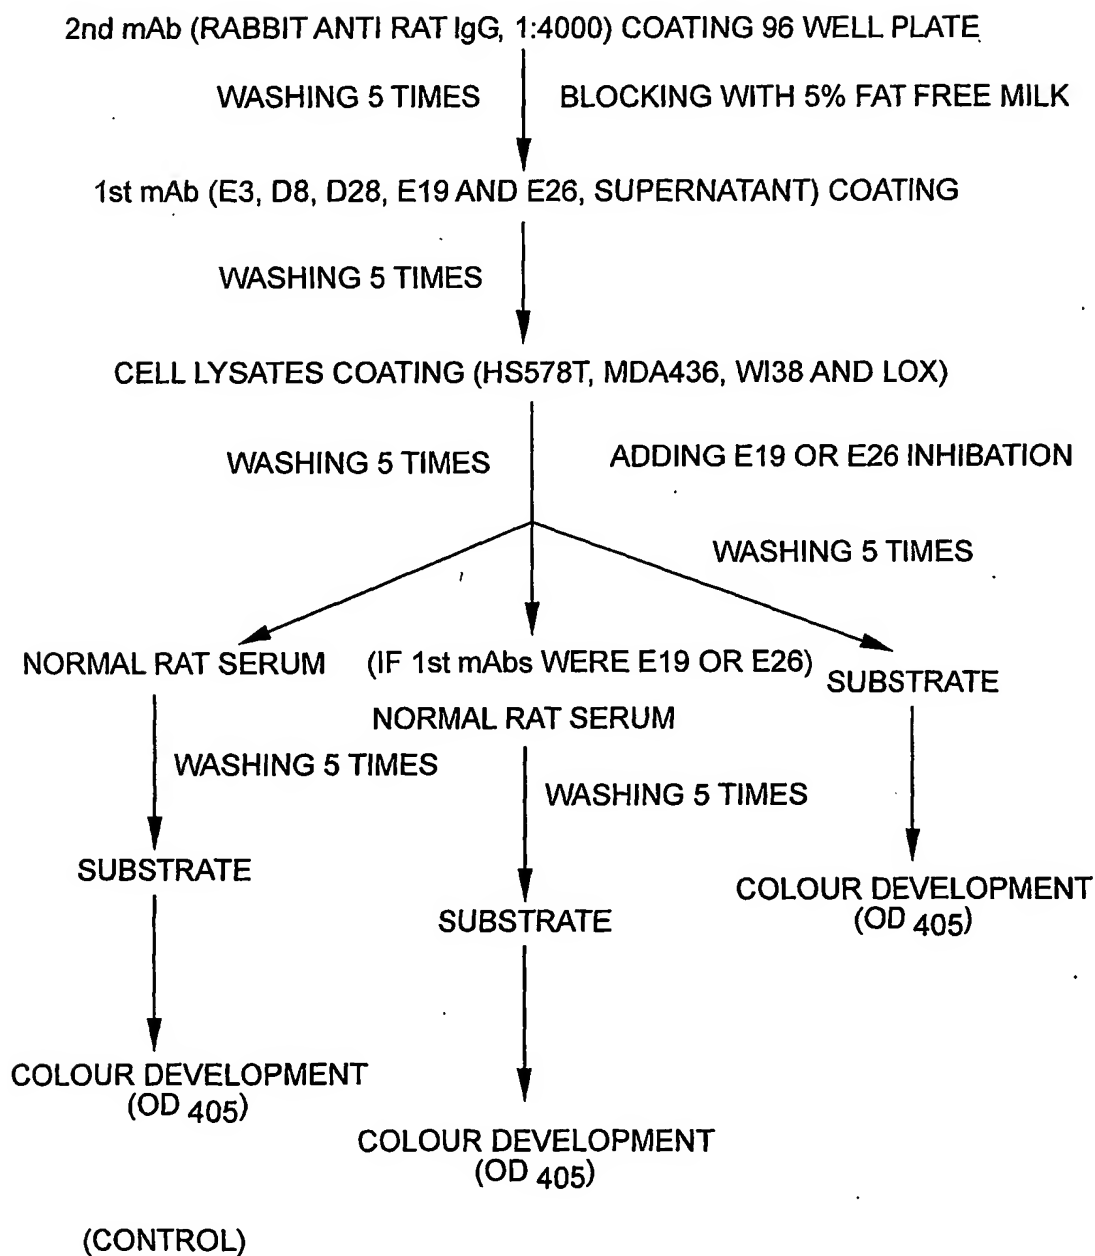 2nd mAb (RABBIT ANTI RAT IgG, 1:4000) COATING 96 WELL PLATE
WASHING 5 TIMES
BLOCKING WITH 5% FAT FREE MILK
1st mAb (E3, D8, D28, E19 AND E26, SUPERNATANT) COATING
WASHING 5 TIMES
CELL LYSATES COATING (HS578T, MDA436, WI38 AND LOX)
WASHING 5 TIMES
ADDING E19 OR E26 INHIBATION
WASHING 5 TIMES
NORMAL RAT SERUM
(IF 1st mAbs WERE E19 OR E26)
NORMAL RAT SERUM
SUBSTRATE
WASHING 5 TIMES
WASHING 5 TIMES
SUBSTRATE
SUBSTRATE
COLOUR DEVELOPMENT
(OD 405)
COLOUR DEVELOPMENT
(OD 405)
COLOUR DEVELOPMENT
(OD 405)
(CONTROL)